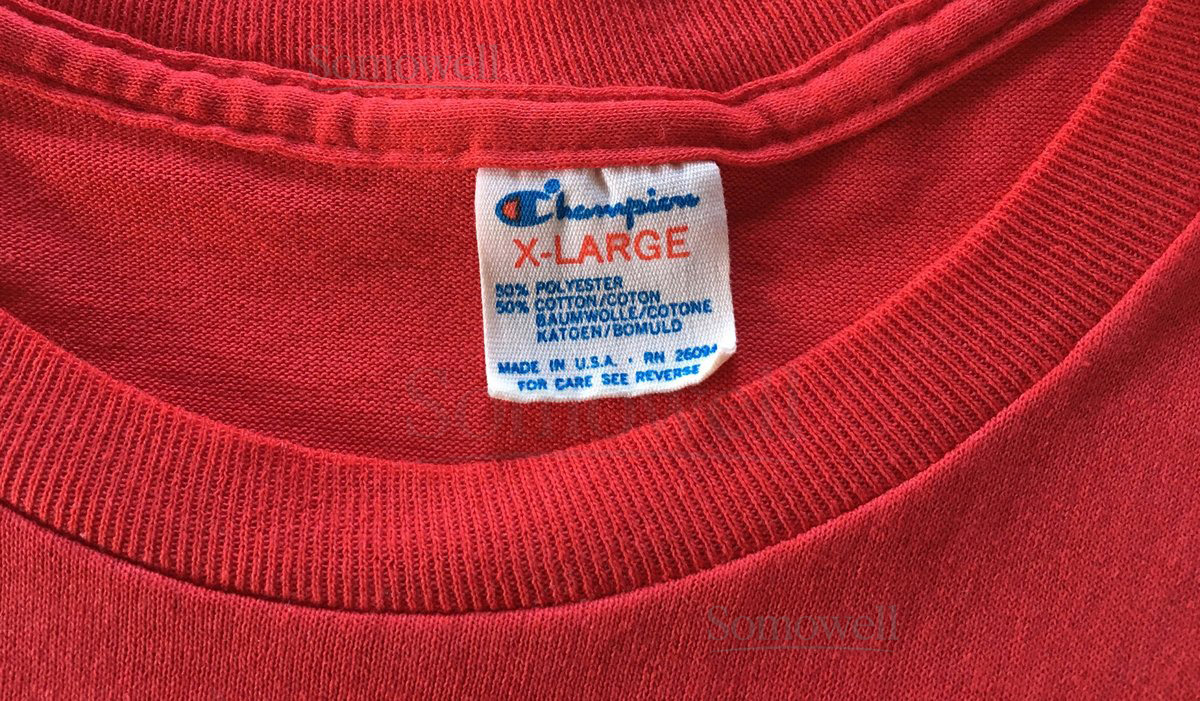 Somowell
Champion
X-LARGE
50% POLYESTER
50% COTTON/COTON
BAUMWOLLE/COTONE
KATOEN/BOMULD
MADE IN U.S.A. · RN 26094
FOR CARE SEE REVERSE
Somowell
Somowell